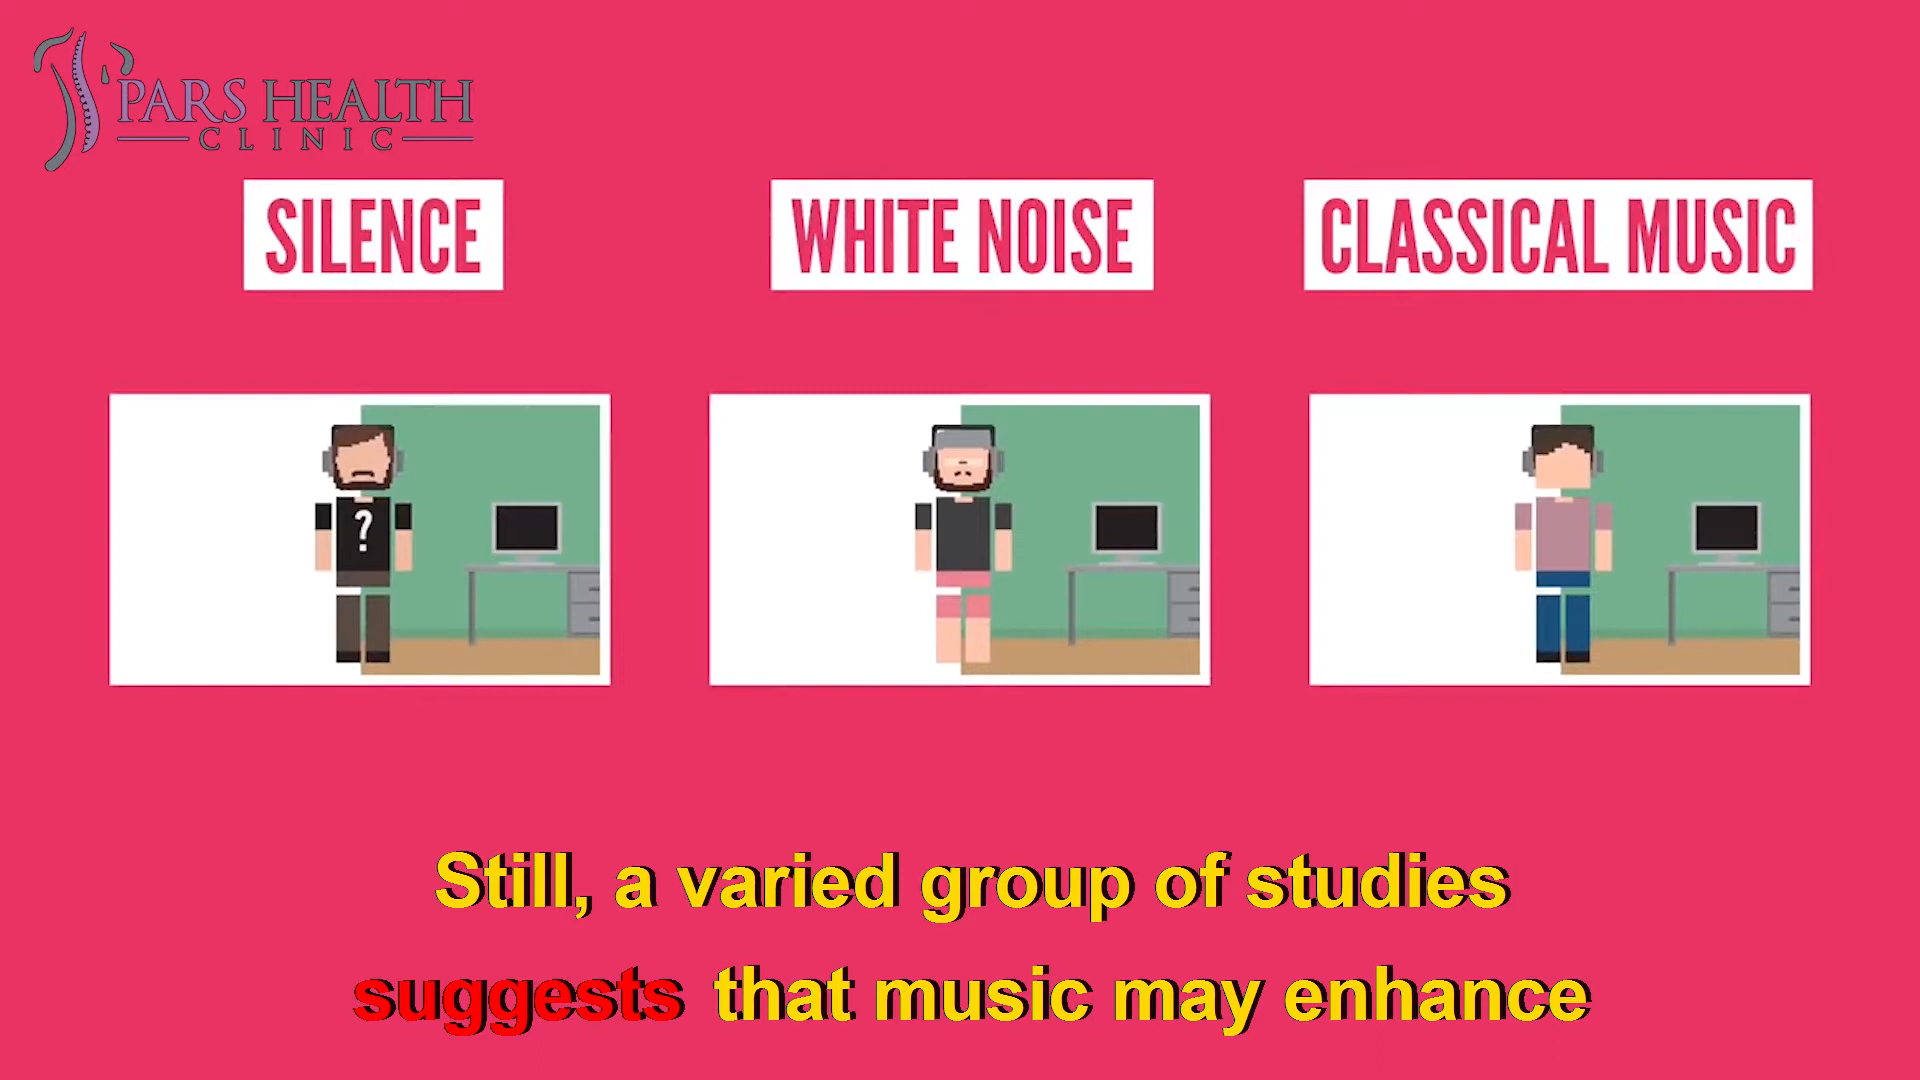 PARS HEALTH
CLINIC
SILENCE
WHITE NOISE
CLASSICAL MUSIC
?
Still, a varied group of studies
suggests that music may enhance